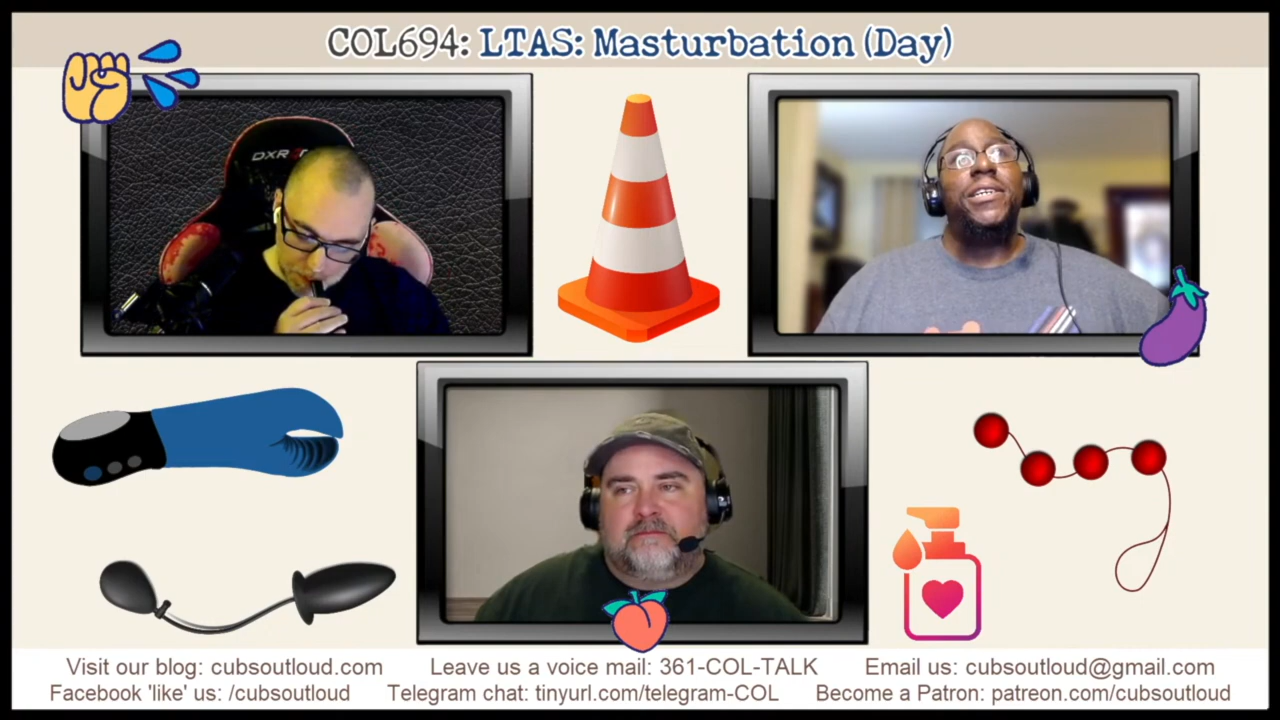 COL694: LTAS: Masturbation (Day)
DXR
Visit our blog: cubsoutloud.com Leave us a voice mail: 361-COL-TALK Email us: cubsoutloud@gmail.com
Facebook 'like' us: /cubsoutloud Telegram chat: tinyurl.com/telegram-COL Become a Patron: patreon.com/cubsoutloud